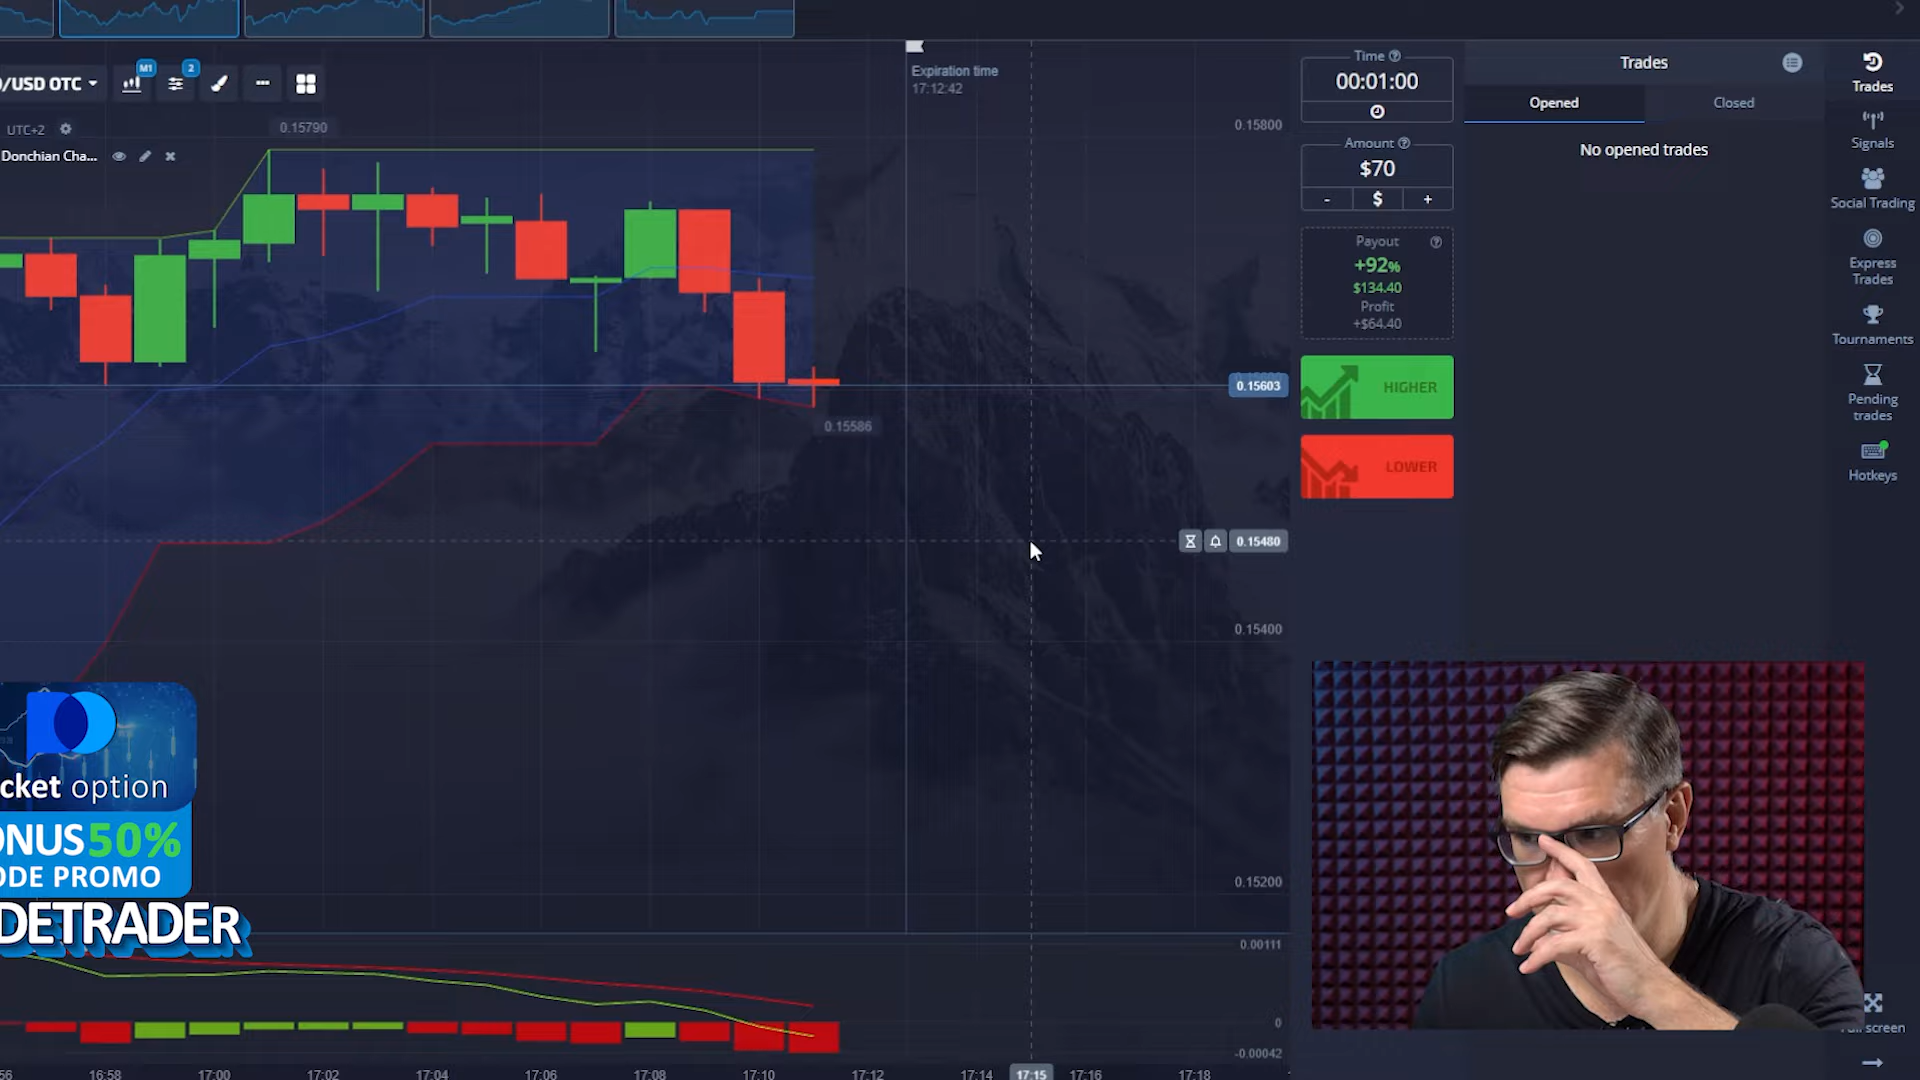 /USD OTC
M1
2
UTC+2
Donchian Cha...
0.15790
Expiration time
17:12:42
0.15800
0.15603
0.15586
0.15480
0.15400
0.15200
0.00111
0
-0.00042
Time
00:01:00
Amount
$70
-
$
+
Payout
+92%
$134.40
Profit
+$64.40
HIGHER
LOWER
Trades
Opened
Closed
No opened trades
Trades
Signals
Social Trading
Express
Trades
Tournaments
Pending
trades
Hotkeys
cket option
ONUS 50%
ODE PROMO
DETRADER
screen
56
16:58
17:00
17:02
17:04
17:06
17:08
17:10
17:12
17:14
17:15
17:16
17:18